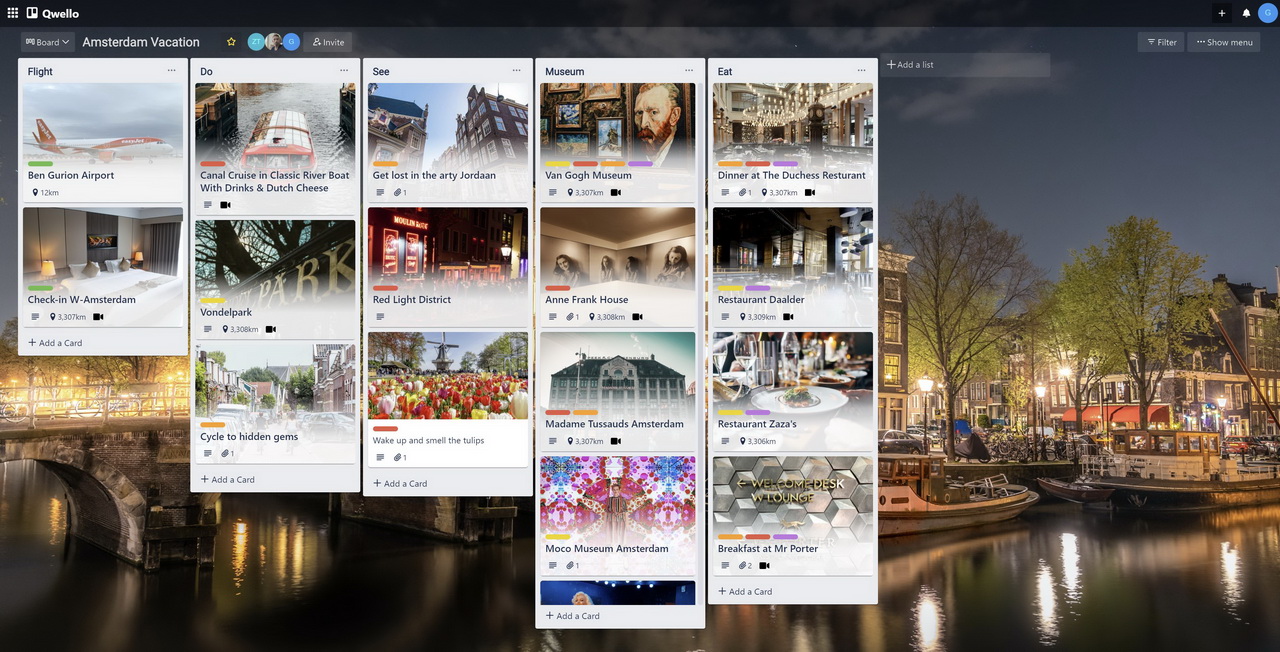 Qwello
G
Board
Amsterdam Vacation
ZT
G
Invite
Filter
Show menu
Flight
easyJet
Ben Gurion Airport
12km
Check-in W-Amsterdam
3,307km
+ Add a Card
Do
Canal Cruise in Classic River Boat
With Drinks & Dutch Cheese
PARK
Vondelpark
3,308km
Cycle to hidden gems
1
+ Add a Card
See
Get lost in the arty Jordaan
1
MOULIN
Red Light District
Wake up and smell the tulips
1
+ Add a Card
Museum
Van Gogh Museum
3,307km
Anne Frank House
1
3,308km
Madame Tussauds Amsterdam
3,307km
Moco Museum Amsterdam
1
+ Add a Card
Eat
Dinner at The Duchess Resturant
1
3,307km
Restaurant Daalder
3,309km
Restaurant Zaza's
3,306km
← WELCOME DESK
W LOUNGE
Breakfast at Mr Porter
2
+ Add a Card
+ Add a list